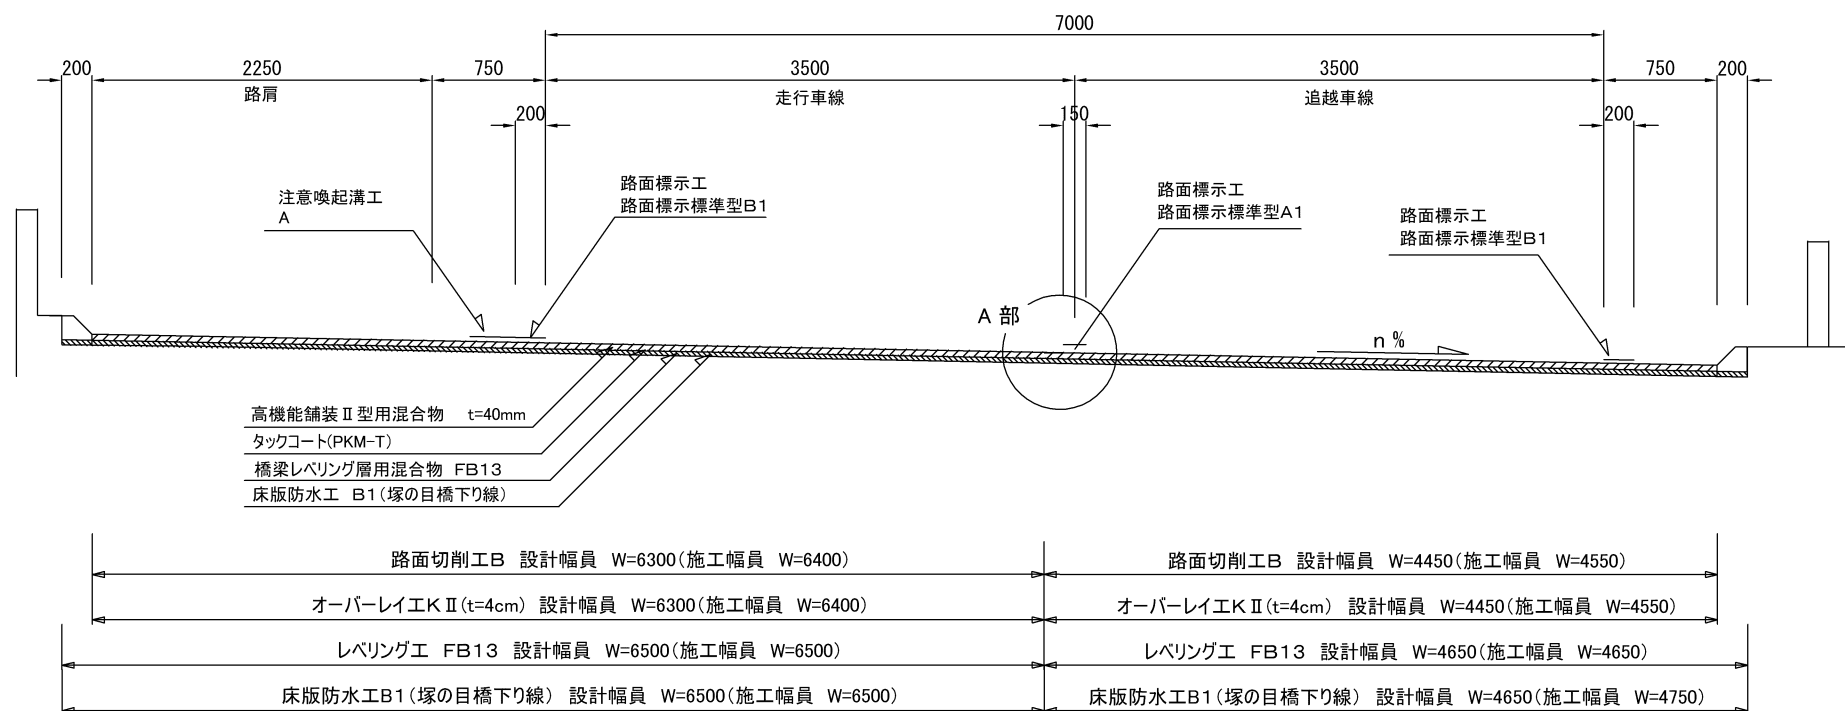 7000
200
2250
750
3500
3500
750
200
路肩
走行車線
追越車線
200
150
200
注意喚起溝工
A
路面標示工
路面標示標準型B1
路面標示工
路面標示標準型A1
路面標示工
路面標示標準型B1
A 部
n %
高機能舗装Ⅱ型用混合物 t=40mm
タックコート(PKM-T)
橋梁レベリング層用混合物 FB13
床版防水工 B1(塚の目橋下り線)
路面切削工B 設計幅員 W=6300(施工幅員 W=6400)
路面切削工B 設計幅員 W=4450(施工幅員 W=4550)
オーバーレイ工KⅡ(t=4cm) 設計幅員 W=6300(施工幅員 W=6400)
オーバーレイ工KⅡ(t=4cm) 設計幅員 W=4450(施工幅員 W=4550)
レベリング工 FB13 設計幅員 W=6500(施工幅員 W=6500)
レベリング工 FB13 設計幅員 W=4650(施工幅員 W=4650)
床版防水工B1(塚の目橋下り線) 設計幅員 W=6500(施工幅員 W=6500)
床版防水工B1(塚の目橋下り線) 設計幅員 W=4650(施工幅員 W=4750)